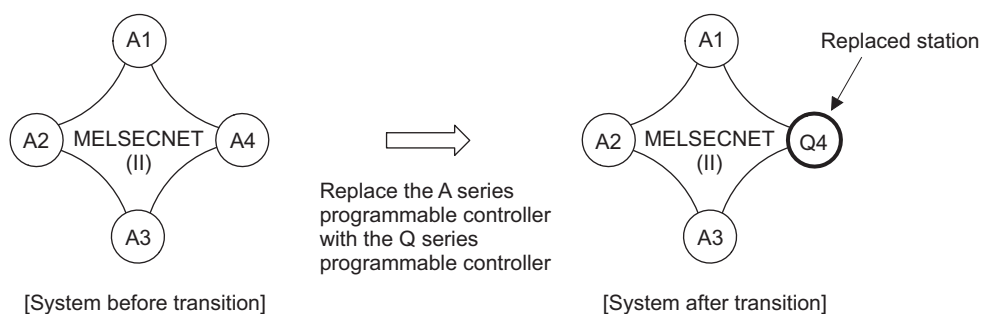 A1
A2
MELSECNET
(II)
A4
A3
[System before transition]
Replace the A series
programmable controller
with the Q series
programmable controller
Replaced station
A1
A2
MELSECNET
(II)
Q4
A3
[System after transition]